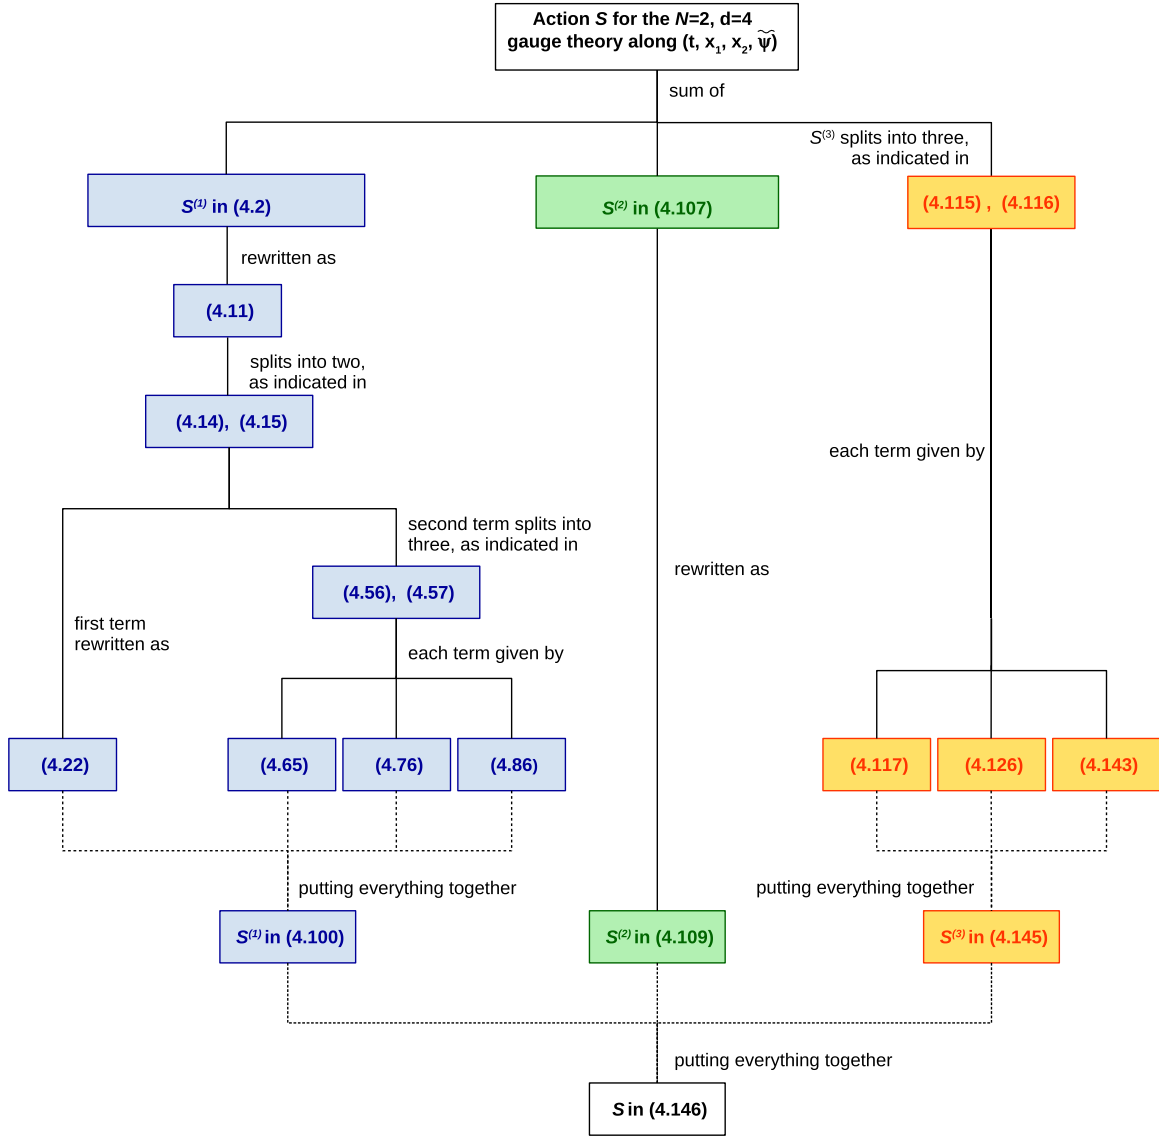 Action S for the N=2, d=4
gauge theory along (t, x₁, x₂, ψ̃)
sum of
S⁽³⁾ splits into three,
as indicated in
S⁽¹⁾ in (4.2)
S⁽²⁾ in (4.107)
(4.115) , (4.116)
rewritten as
(4.11)
splits into two,
as indicated in
(4.14), (4.15)
each term given by
second term splits into
three, as indicated in
rewritten as
(4.56), (4.57)
first term
rewritten as
each term given by
(4.22)
(4.65)
(4.76)
(4.86)
(4.117)
(4.126)
(4.143)
putting everything together
putting everything together
S⁽¹⁾ in (4.100)
S⁽²⁾ in (4.109)
S⁽³⁾ in (4.145)
putting everything together
S in (4.146)